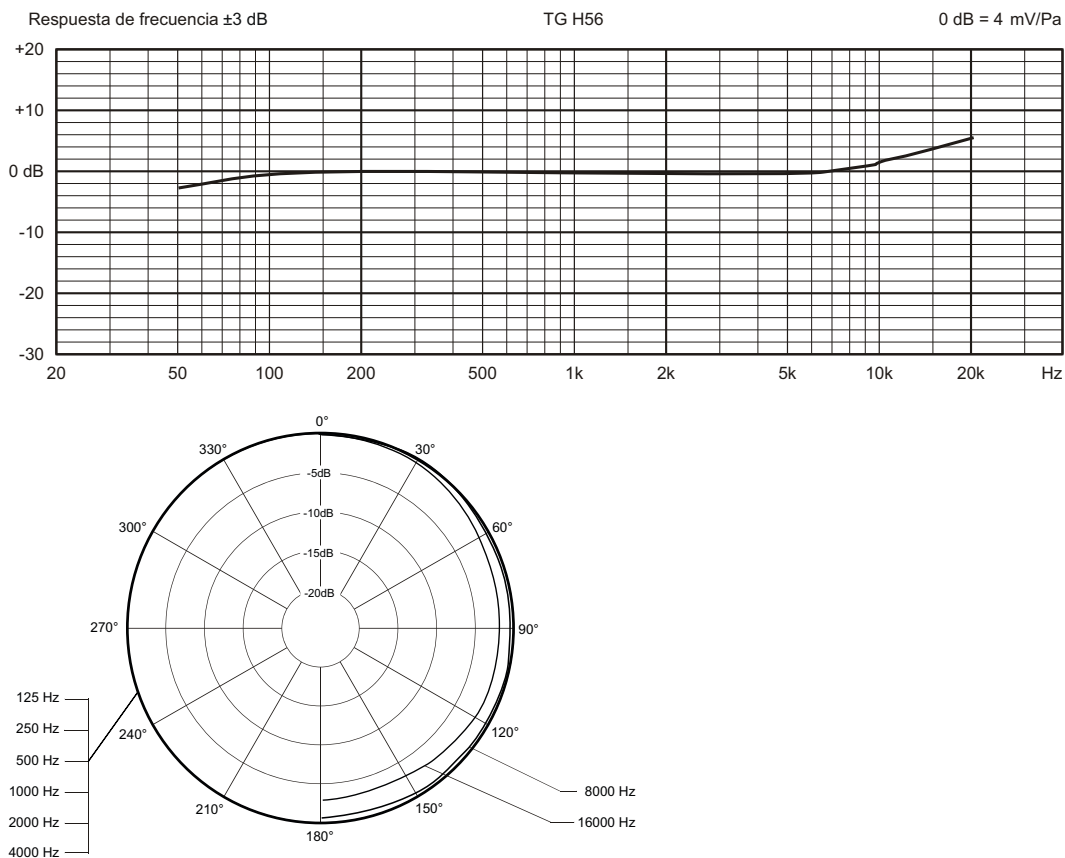 Respuesta de frecuencia ±3 dB TG H56 0 dB = 4 mV/Pa
+20
+10
0 dB
-10
-20
-30
20 50 100 200 500 1k 2k 5k 10k 20k Hz
0°
330° 30°
-5dB
-10dB
300° 60°
-15dB
-20dB
270° 90°
125 Hz
250 Hz 240° 120°
500 Hz
1000 Hz 8000 Hz
210° 150°
2000 Hz 16000 Hz
180°
4000 Hz